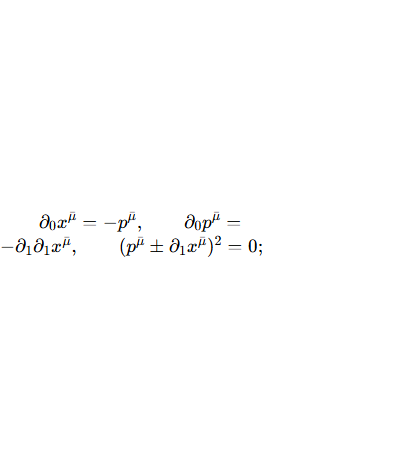 ∂₀x^μ̄ = −p^μ̄, ∂₀p^μ̄ =
−∂₁∂₁x^μ̄, (p^μ̄ ± ∂₁x^μ̄)² = 0;